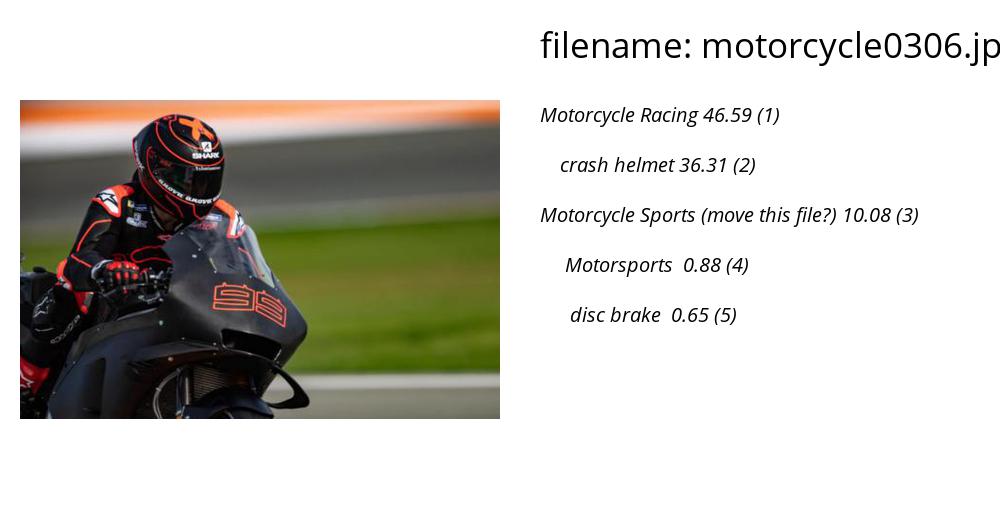 filename: motorcycle0306.jp
Motorcycle Racing 46.59 (1)
crash helmet 36.31 (2)
Motorcycle Sports (move this file?) 10.08 (3)
Motorsports 0.88 (4)
disc brake 0.65 (5)
SHARK
99